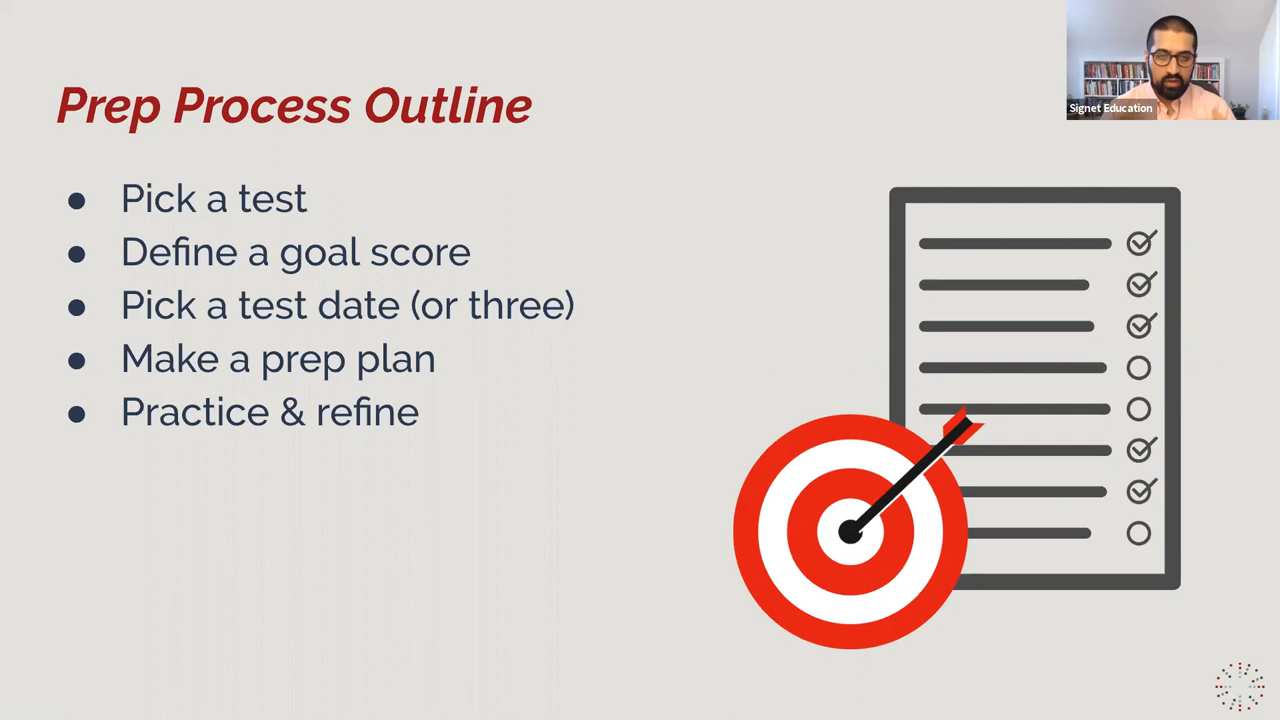 Prep Process Outline
Signet Education
● Pick a test
● Define a goal score
● Pick a test date (or three)
● Make a prep plan
● Practice & refine